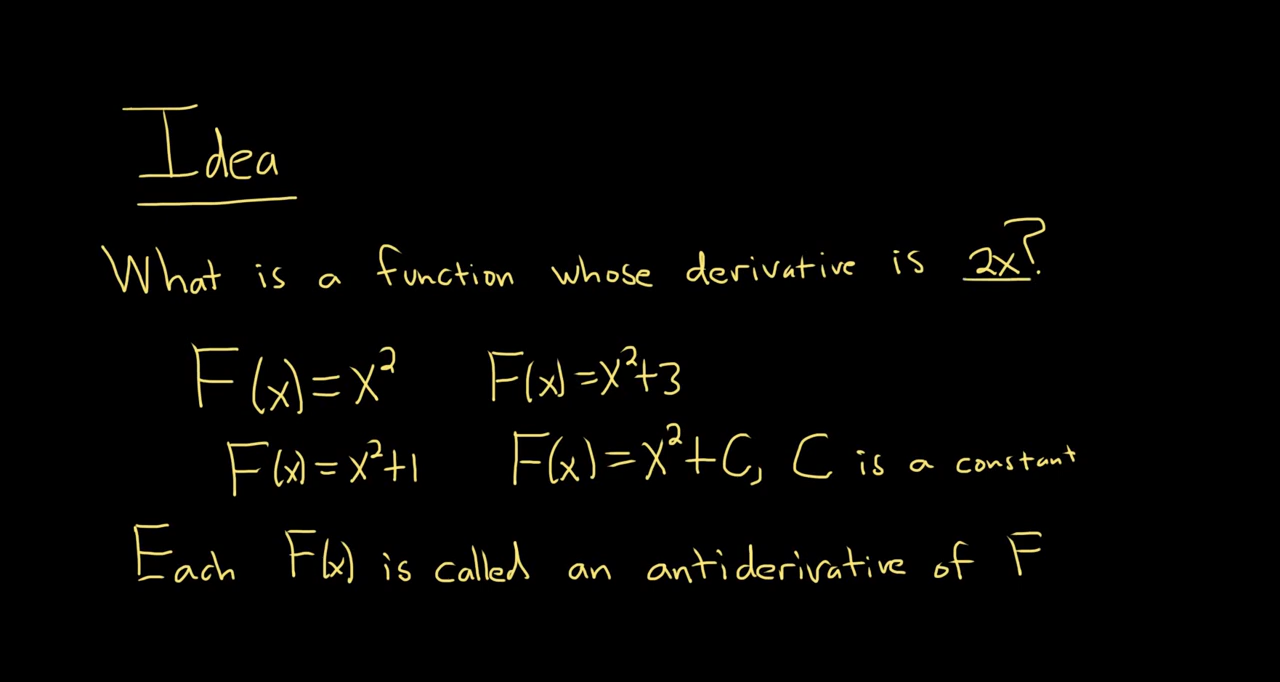 Idea
What is a function whose derivative is 2x?
F(x)=x² F(x)=x²+3
F(x)=x²+1 F(x)=x²+C, C is a constant
Each F(x) is called an antiderivative of F